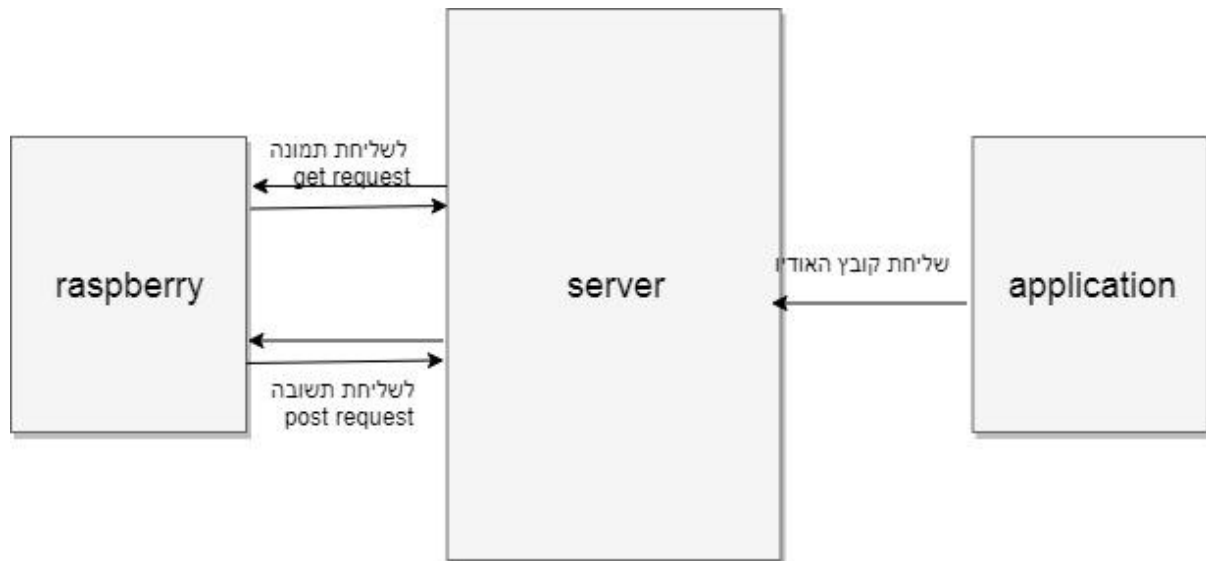 לשליחת תמונה
get request
raspberry
server
שליחת קובץ האודיו
application
לשליחת תשובה
post request